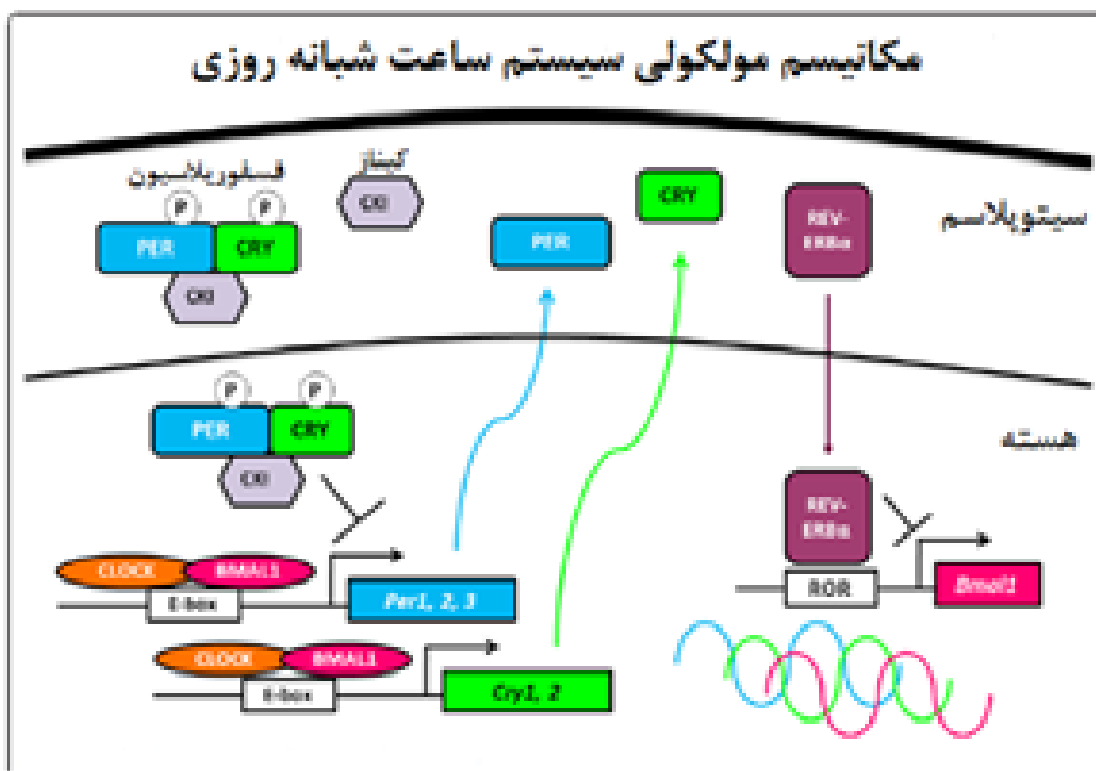 مکانیسم مولکولی سیستم ساعت شبانه روزی
فسفوریلاسیون
کیناز
P
P
CKI
CRY
REV-
ERBα
سیتوپلاسم
PER
CRY
PER
CKI
P
P
PER
CRY
CKI
هسته
REV-
ERBα
CLOCK
BMAL1
E-box
Per1, 2, 3
ROR
Bmal1
CLOCK
BMAL1
E-box
Cry1, 2